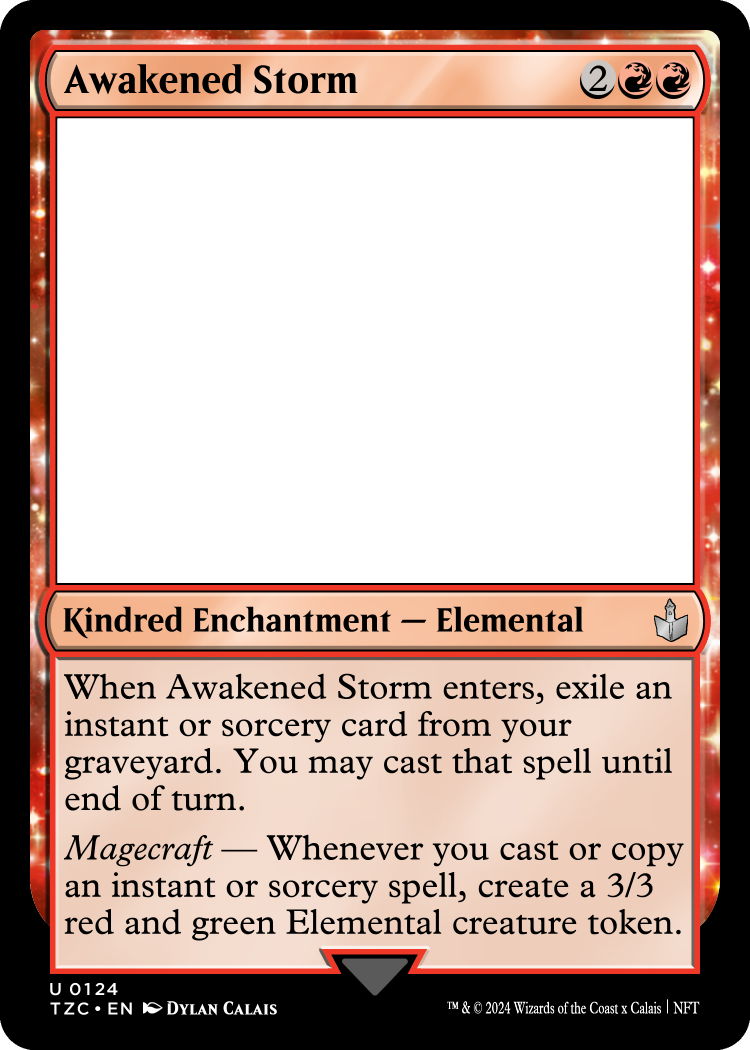 Awakened Storm 2
Kindred Enchantment — Elemental
When Awakened Storm enters, exile an
instant or sorcery card from your
graveyard. You may cast that spell until
end of turn.
Magecraft — Whenever you cast or copy
an instant or sorcery spell, create a 3/3
red and green Elemental creature token.
U 0124
TZC • EN DYLAN CALAIS
™ & © 2024 Wizards of the Coast x Calais | NFT